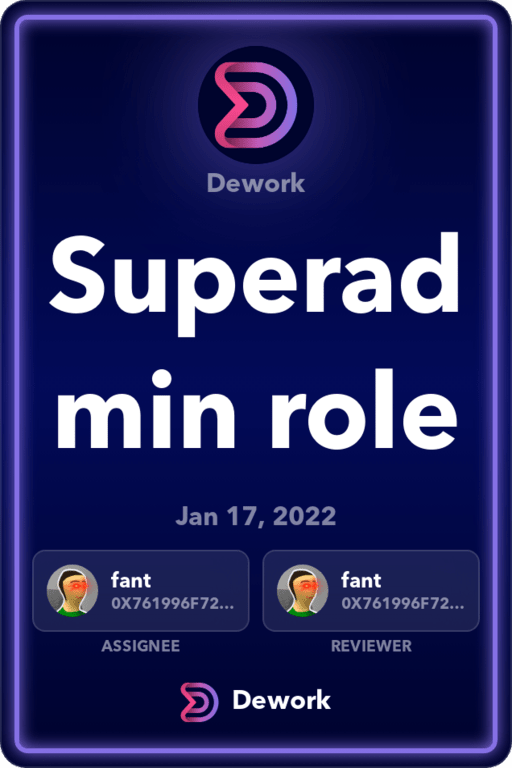 Dework
Superad
min role
Jan 17, 2022
fant
0X761996F72...
ASSIGNEE
fant
0X761996F72...
REVIEWER
Dework